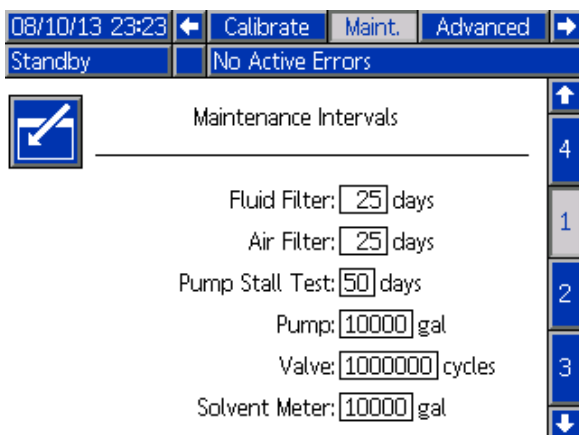 08/10/13 23:23 Calibrate Maint. Advanced
Standby No Active Errors
Maintenance Intervals
4
Fluid Filter: 25 days
1
Air Filter: 25 days
Pump Stall Test: 50 days
2
Pump: 10000 gal
Valve: 1000000 cycles
3
Solvent Meter: 10000 gal